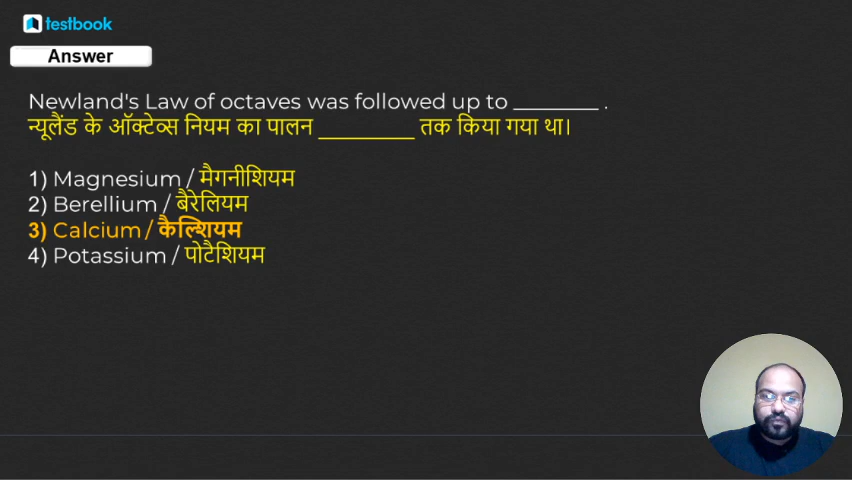 testbook
Answer
Newland's Law of octaves was followed up to ________ .
न्यूलैंड के ऑक्टेव्स नियम का पालन _________ तक किया गया था।
1) Magnesium / मैगनीशियम
2) Berellium / बैरेलियम
3) Calcium / कैल्शियम
4) Potassium / पोटैशियम